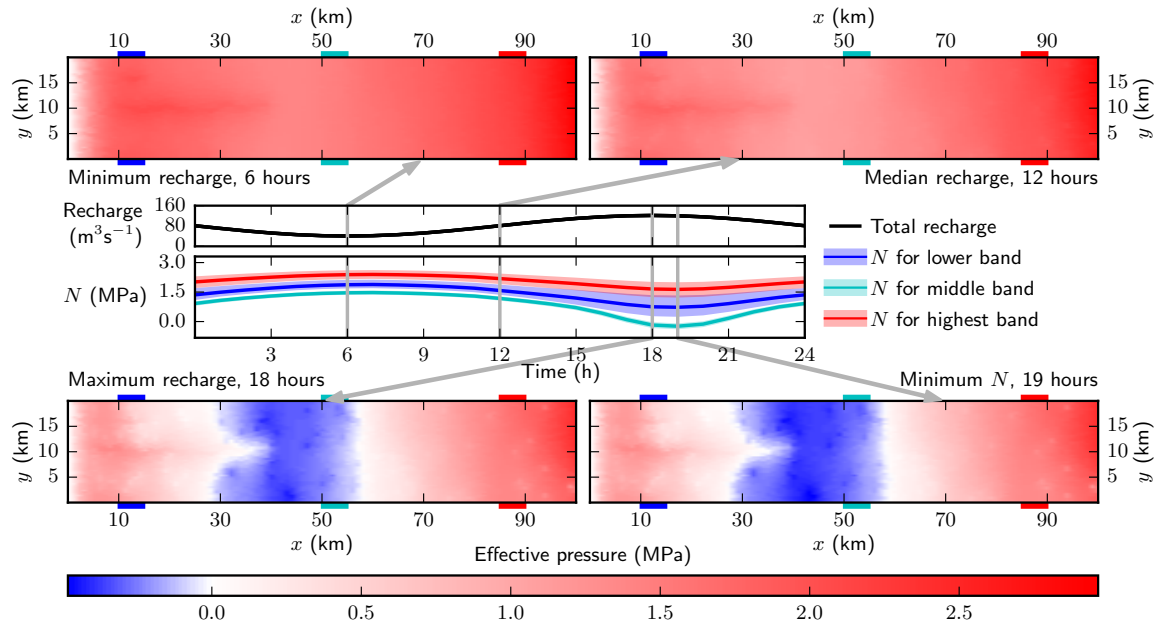 x (km) x (km)
10 30 50 70 90 10 30 50 70 90
y (km) 15 10 5 15 10 5 y (km)
Minimum recharge, 6 hours Median recharge, 12 hours
Recharge (m³s⁻¹) 160 80 0
Total recharge
N (MPa) 3.0 1.5 0.0
N for lower band
N for middle band
N for highest band
3 6 9 12 15 18 21 24
Time (h)
Maximum recharge, 18 hours Minimum N, 19 hours
y (km) 15 10 5 15 10 5 y (km)
10 30 50 70 90 10 30 50 70 90
x (km) x (km)
Effective pressure (MPa)
0.0 0.5 1.0 1.5 2.0 2.5